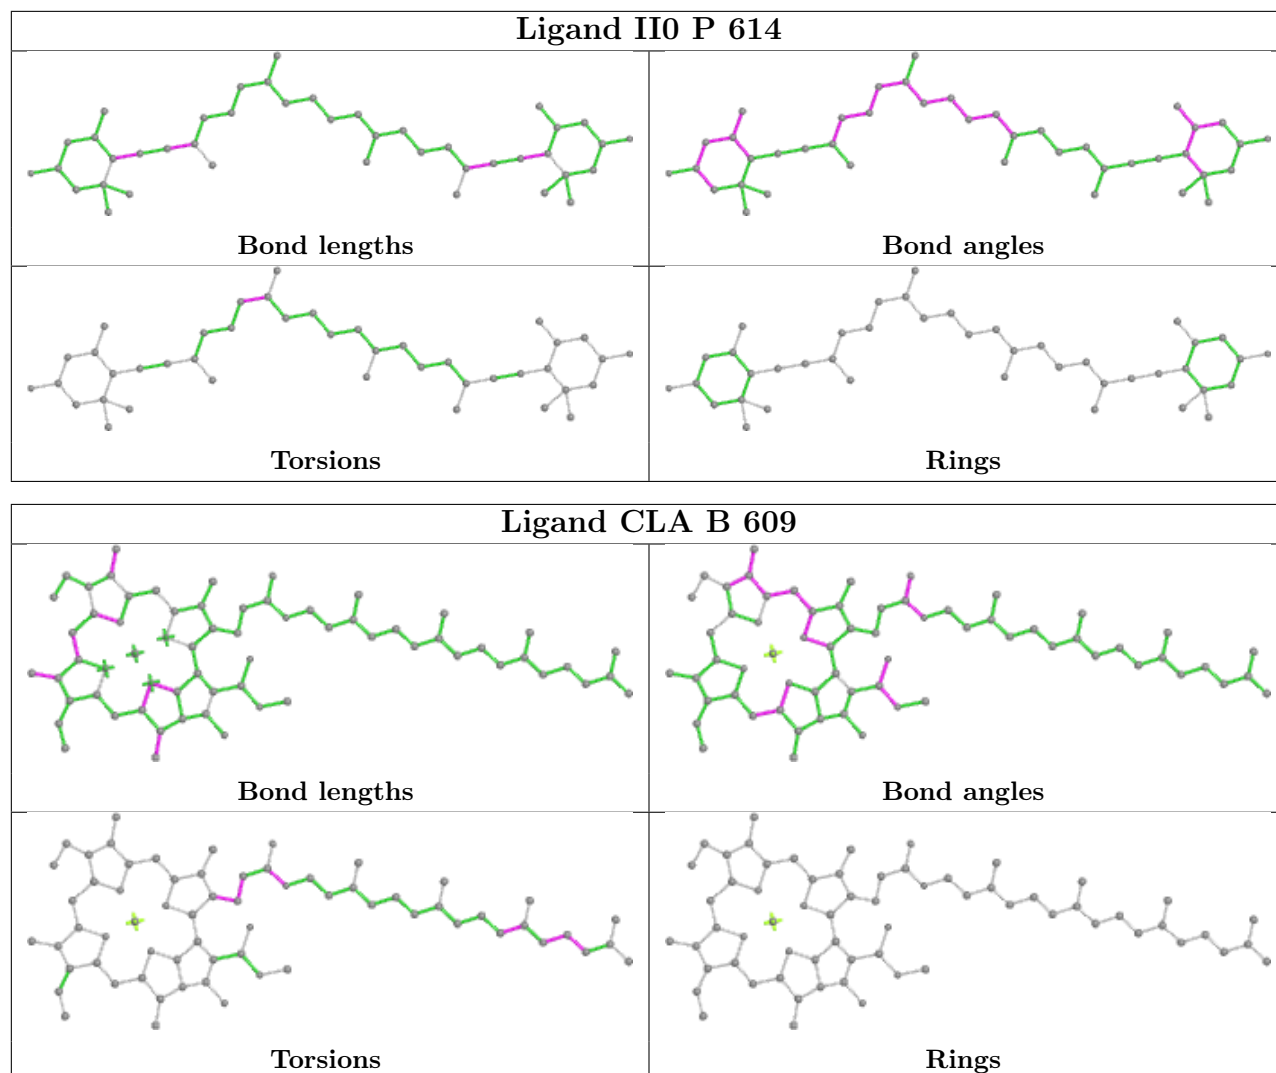 Ligand II0 P 614
Bond lengths
Bond angles
Torsions
Rings
Ligand CLA B 609
Bond lengths
Bond angles
Torsions
Rings